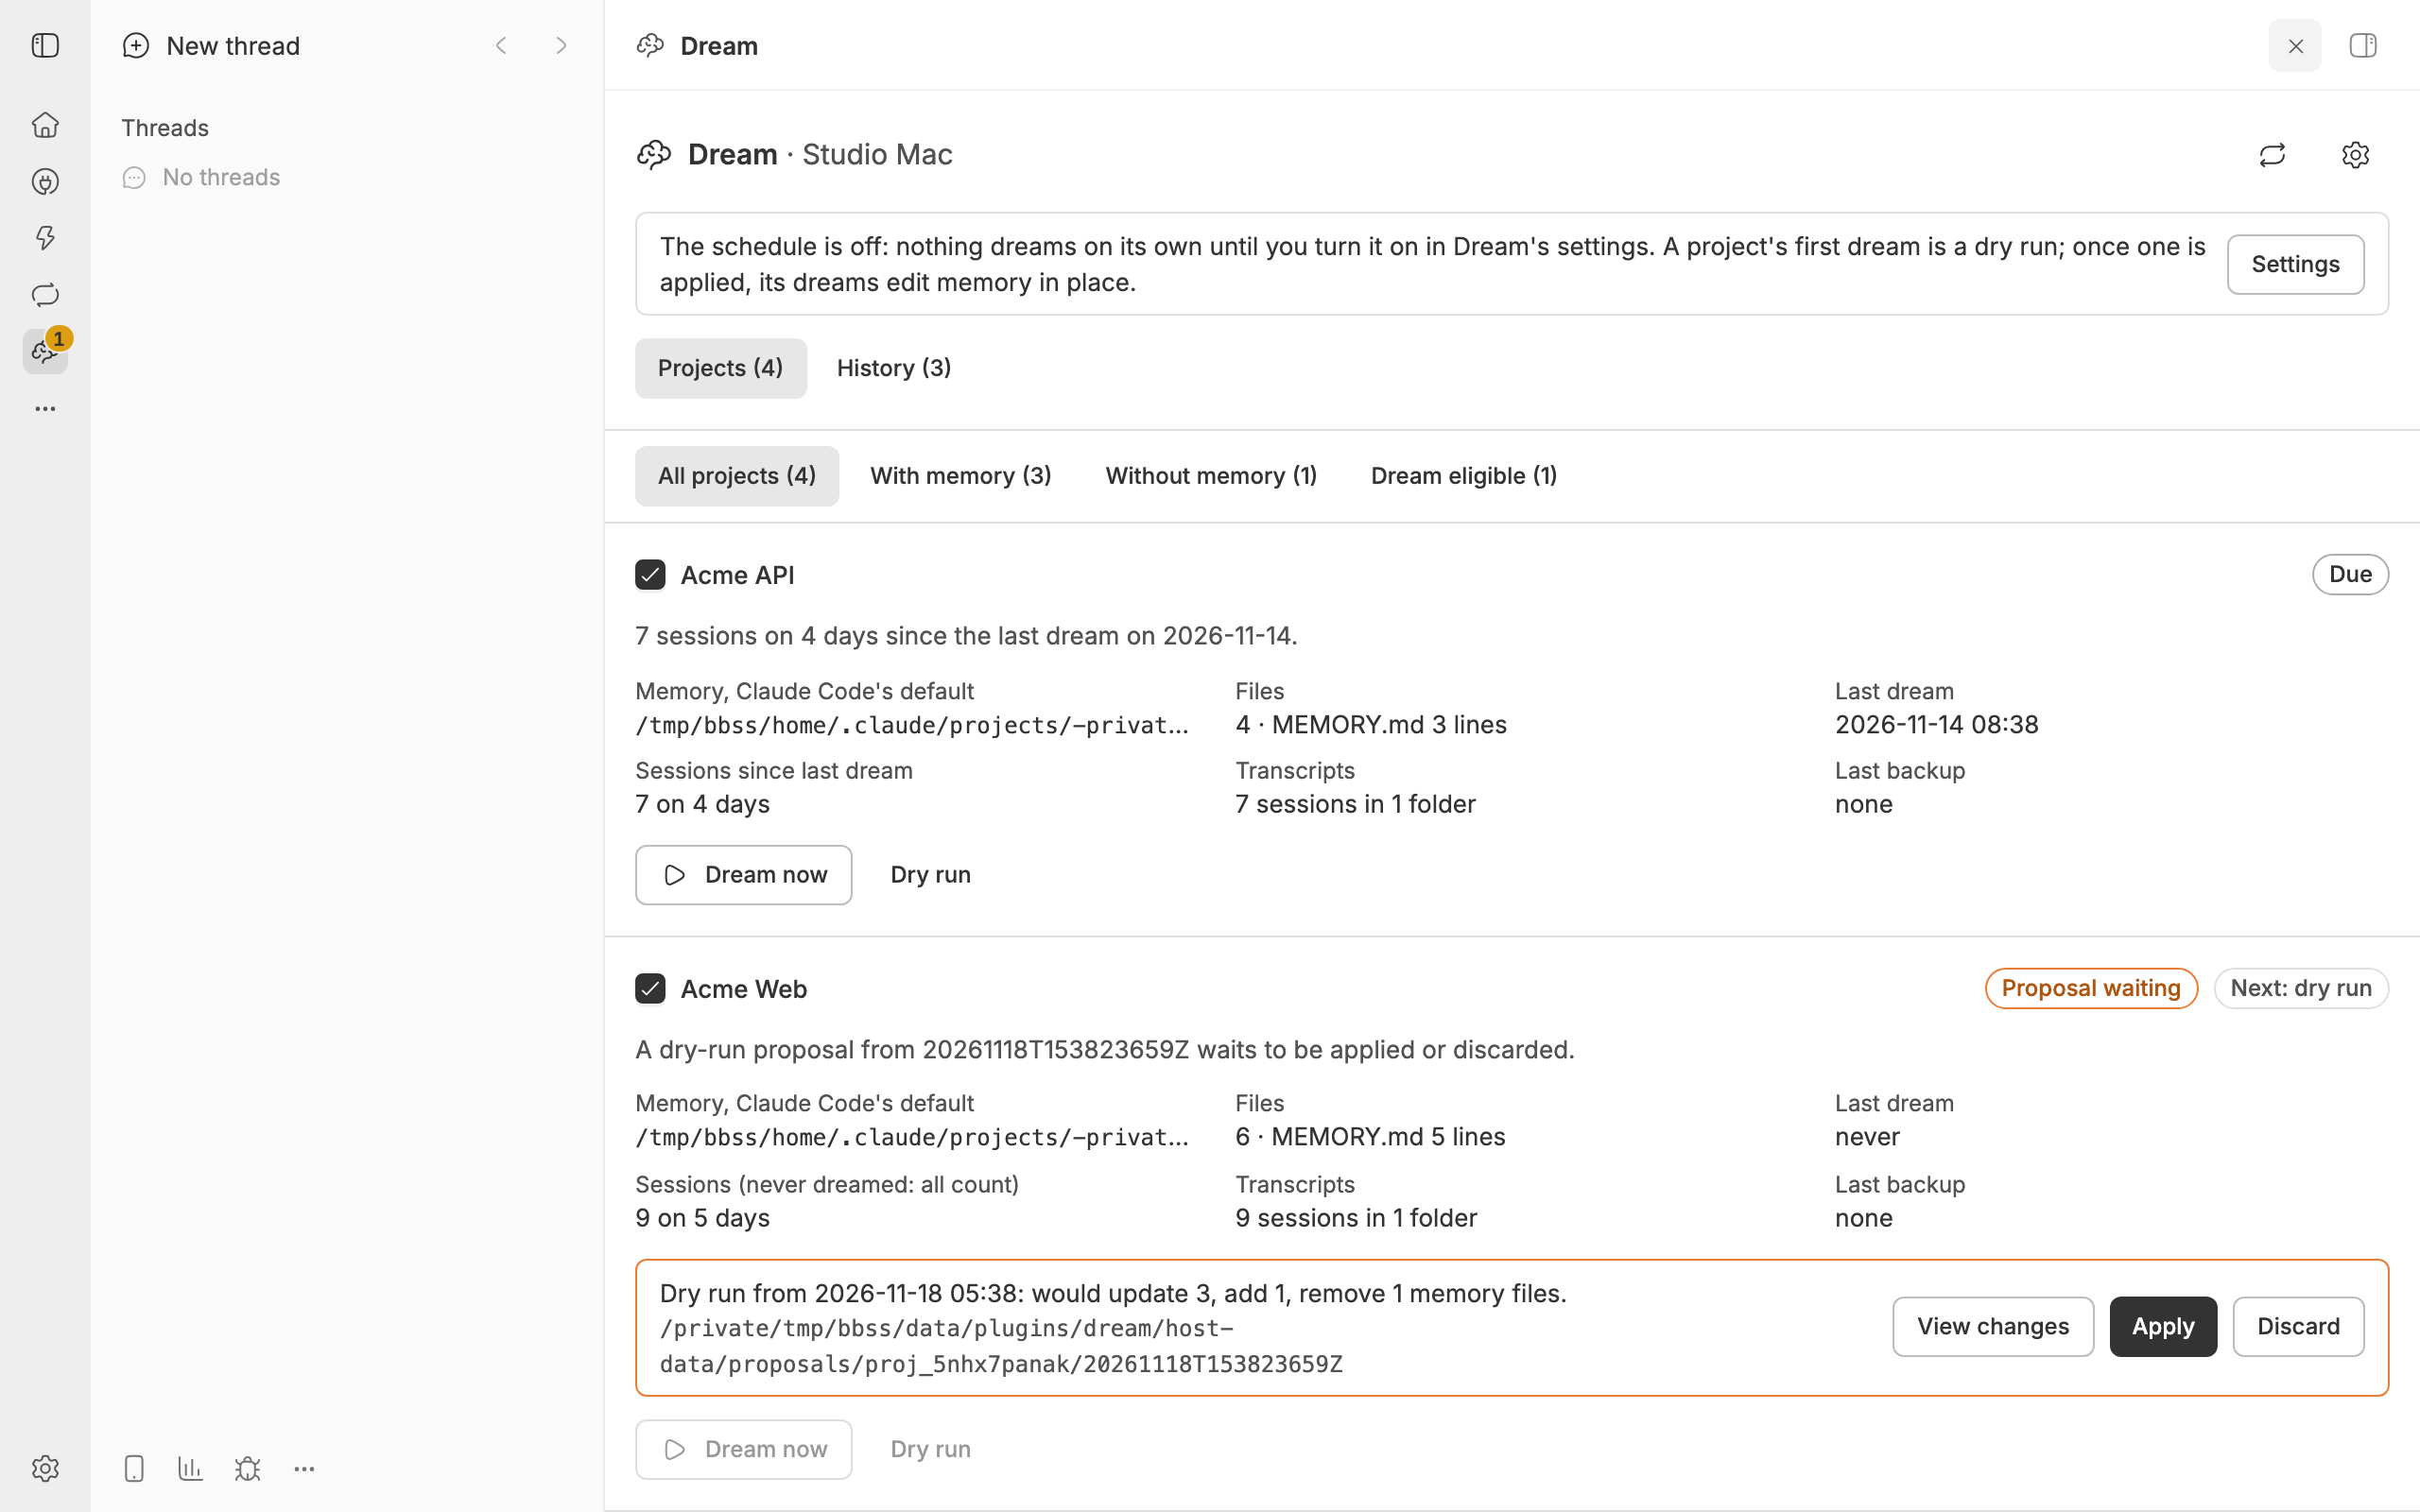 New thread
Threads
No threads
1
Dream
Dream · Studio Mac
The schedule is off: nothing dreams on its own until you turn it on in Dream's settings. A project's first dream is a dry run; once one is
applied, its dreams edit memory in place.
Settings
Projects (4)
History (3)
All projects (4)
With memory (3)
Without memory (1)
Dream eligible (1)
Acme API
Due
7 sessions on 4 days since the last dream on 2026-11-14.
Memory, Claude Code's default
/tmp/bbss/home/.claude/projects/-privat...
Files
4 · MEMORY.md 3 lines
Last dream
2026-11-14 08:38
Sessions since last dream
7 on 4 days
Transcripts
7 sessions in 1 folder
Last backup
none
Dream now
Dry run
Acme Web
Proposal waiting
Next: dry run
A dry-run proposal from 20261118T153823659Z waits to be applied or discarded.
Memory, Claude Code's default
/tmp/bbss/home/.claude/projects/-privat...
Files
6 · MEMORY.md 5 lines
Last dream
never
Sessions (never dreamed: all count)
9 on 5 days
Transcripts
9 sessions in 1 folder
Last backup
none
Dry run from 2026-11-18 05:38: would update 3, add 1, remove 1 memory files.
/private/tmp/bbss/data/plugins/dream/host-
data/proposals/proj_5nhx7panak/20261118T153823659Z
View changes
Apply
Discard
Dream now
Dry run